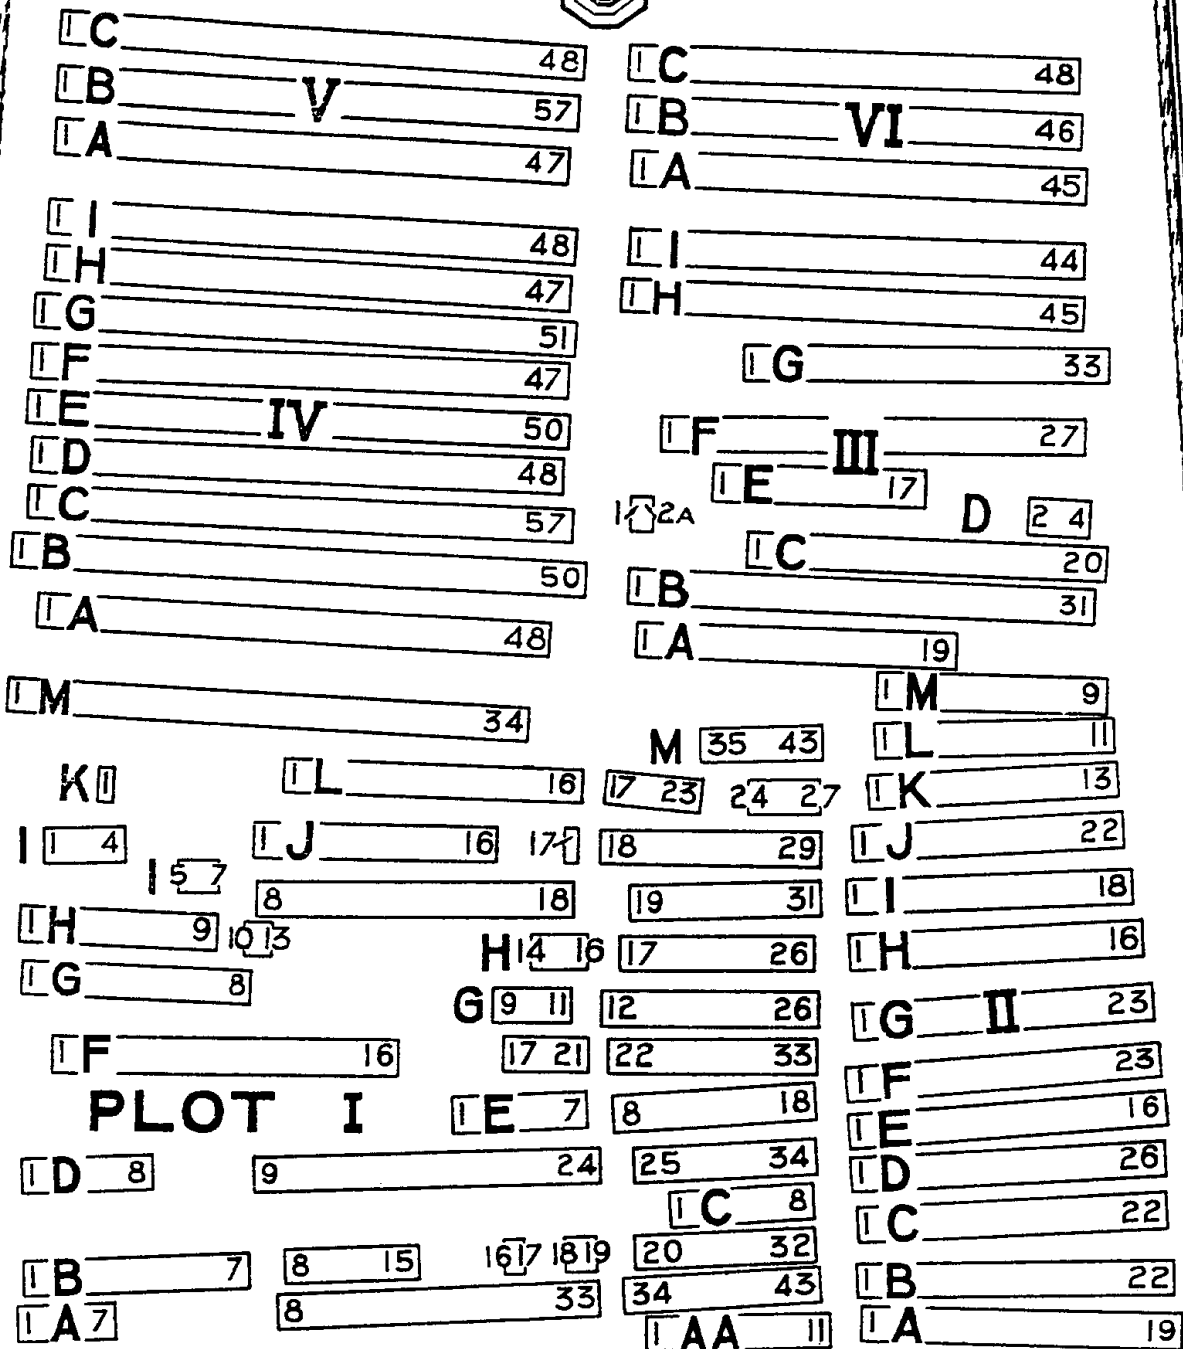 1 C 48 1 C 48
1 B V 57 1 B VI 46
1 A 47 1 A 45
1 I 48 1 I 44
1 H 47 1 H 45
1 G 51 1 G 33
1 F 47 1 F III 27
1 E IV 50 1 E 17
1 D 48 1 2A D 2 4
1 C 57 1 C 20
1 B 50 1 B 31
1 A 48 1 A 19
1 M 34 1 M 9
M 35 43 1 L 11
K 1 1 L 16 17 23 24 27 1 K 13
I 1 4 1 J 16 17 18 29 1 J 22
I 5 7 8 18 19 31 1 I 18
1 H 9 10 13 H 14 16 17 26 1 H 16
1 G 8 G 9 11 12 26 1 G II 23
1 F 16 17 21 22 33 1 F 23
PLOT I 1 E 7 8 18 1 E 16
1 D 8 9 24 25 34 1 D 26
1 C 8 1 C 22
1 B 7 8 15 16 17 18 19 20 32 1 B 22
1 A 7 8 33 34 43 1 A 19
1 AA 11